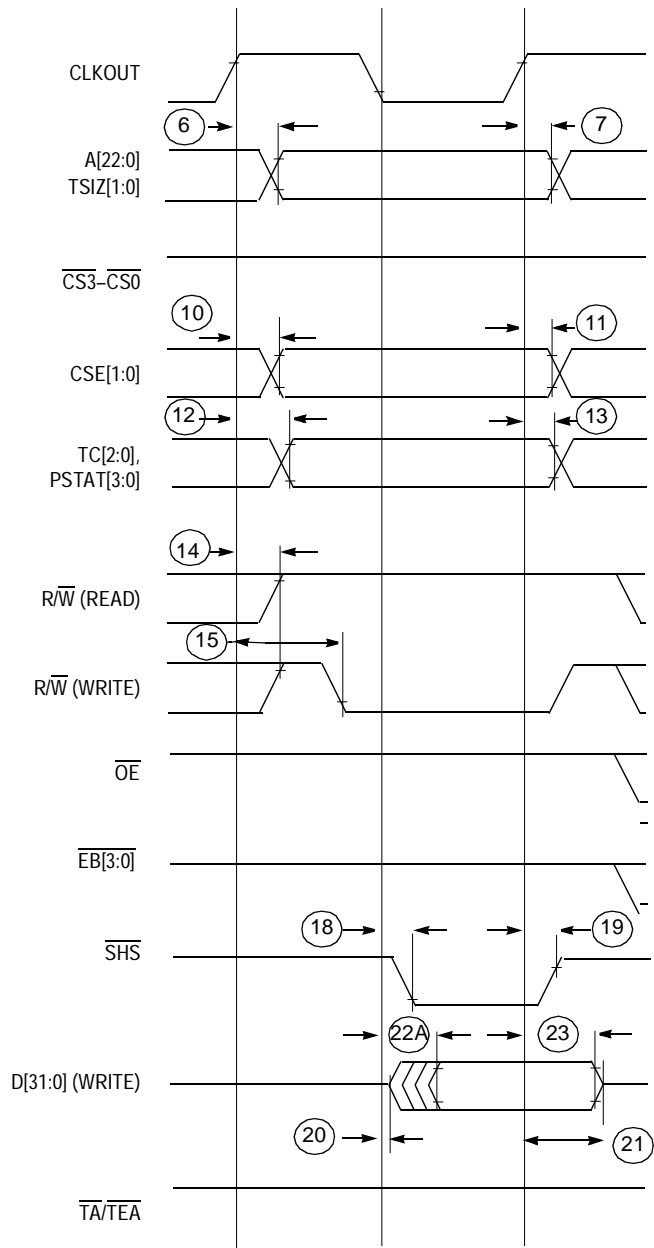 CLKOUT
6
7
A[22:0]
TSIZ[1:0]
CS3–CS0
10
11
CSE[1:0]
12
13
TC[2:0],
PSTAT[3:0]
14
R/W (READ)
15
R/W (WRITE)
OE
EB[3:0]
18
19
SHS
22A
23
D[31:0] (WRITE)
20
21
TA/TEA